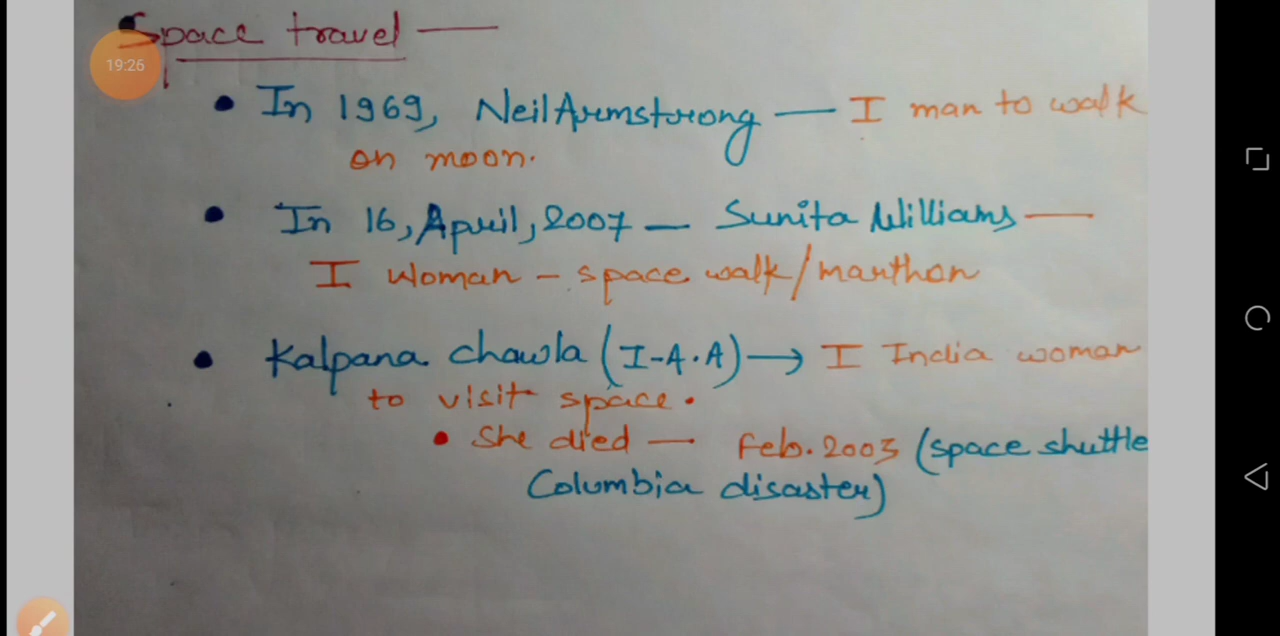 Space travel —
19:26
• In 1969, Neil Armstrong — I man to walk
on moon.
• In 16, April, 2007 — Sunita Williams —
I Woman - space walk/marthon
• Kalpana chawla (I-A.A) → I India woman
to visit space.
• She died — Feb. 2003 (space shuttle
Columbia disaster)